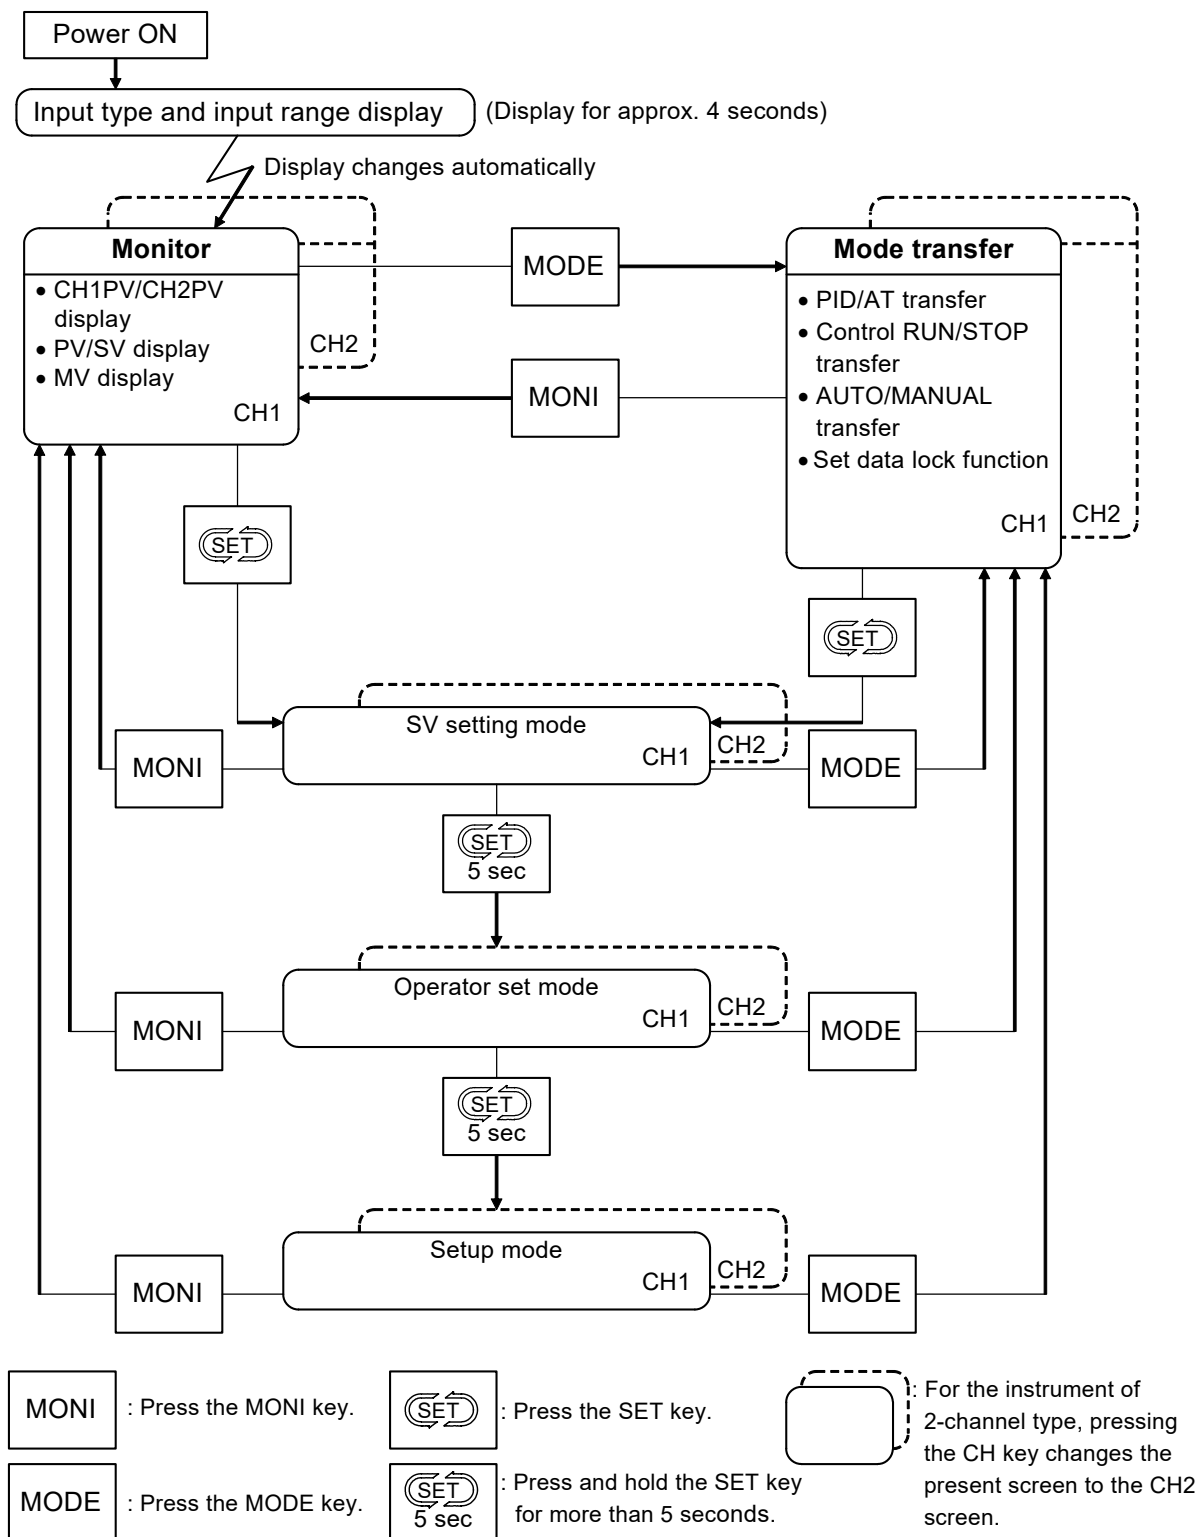 Power ON
Input type and input range display
(Display for approx. 4 seconds)
Display changes automatically
Monitor
• CH1PV/CH2PV
display
• PV/SV display
• MV display
CH1
CH2
MODE
MONI
Mode transfer
• PID/AT transfer
• Control RUN/STOP
transfer
• AUTO/MANUAL
transfer
• Set data lock function
CH1
CH2
SET
SET
SV setting mode
CH1
CH2
MONI
MODE
SET
5 sec
Operator set mode
CH1
CH2
MONI
MODE
SET
5 sec
Setup mode
CH1
CH2
MONI
MODE
MONI
: Press the MONI key.
SET
: Press the SET key.
MODE
: Press the MODE key.
SET
5 sec
: Press and hold the SET key
for more than 5 seconds.
: For the instrument of
2-channel type, pressing
the CH key changes the
present screen to the CH2
screen.